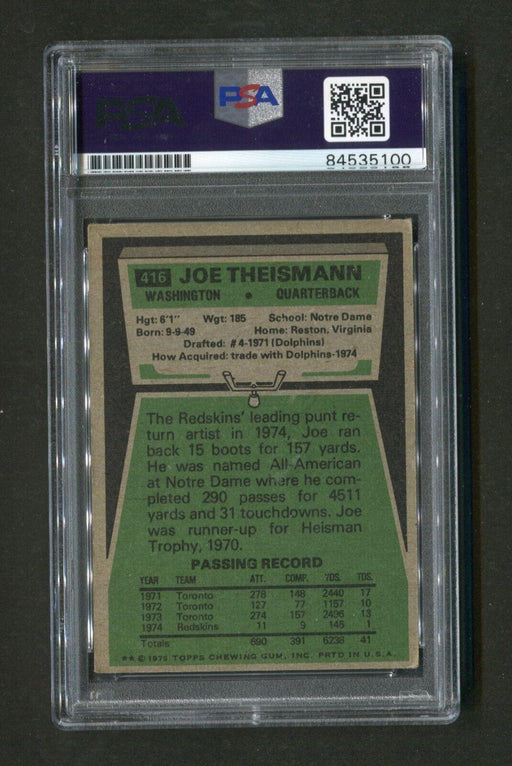 PSA
PSA
84535100
416 JOE THEISMANN
WASHINGTON • QUARTERBACK
Hgt: 6'1" Wgt: 185 School: Notre Dame
Born: 9-9-49 Home: Reston, Virginia
Drafted: #4-1971 (Dolphins)
How Acquired: trade with Dolphins-1974
The Redskins' leading punt re-
turn artist in 1974, Joe ran
back 15 boots for 157 yards.
He was named All-American
at Notre Dame where he com-
pleted 290 passes for 4511
yards and 31 touchdowns. Joe
was runner-up for Heisman
Trophy, 1970.
PASSING RECORD
YEAR TEAM ATT. COMP. YDS. TDS.
1971 Toronto 278 148 2440 17
1972 Toronto 127 77 1157 10
1973 Toronto 274 157 2496 13
1974 Redskins 11 9 145 1
Totals 690 391 6238 41
** © 1975 TOPPS CHEWING GUM, INC. PRTD IN U.S.A.